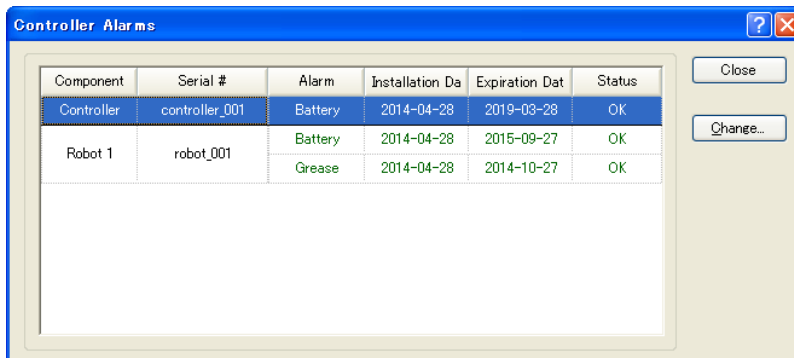 Controller Alarms
Component Serial # Alarm Installation Da Expiration Dat Status
Controller controller_001 Battery 2014-04-28 2019-03-28 OK
Robot 1 robot_001 Battery 2014-04-28 2015-09-27 OK
Grease 2014-04-28 2014-10-27 OK
Close
Change...